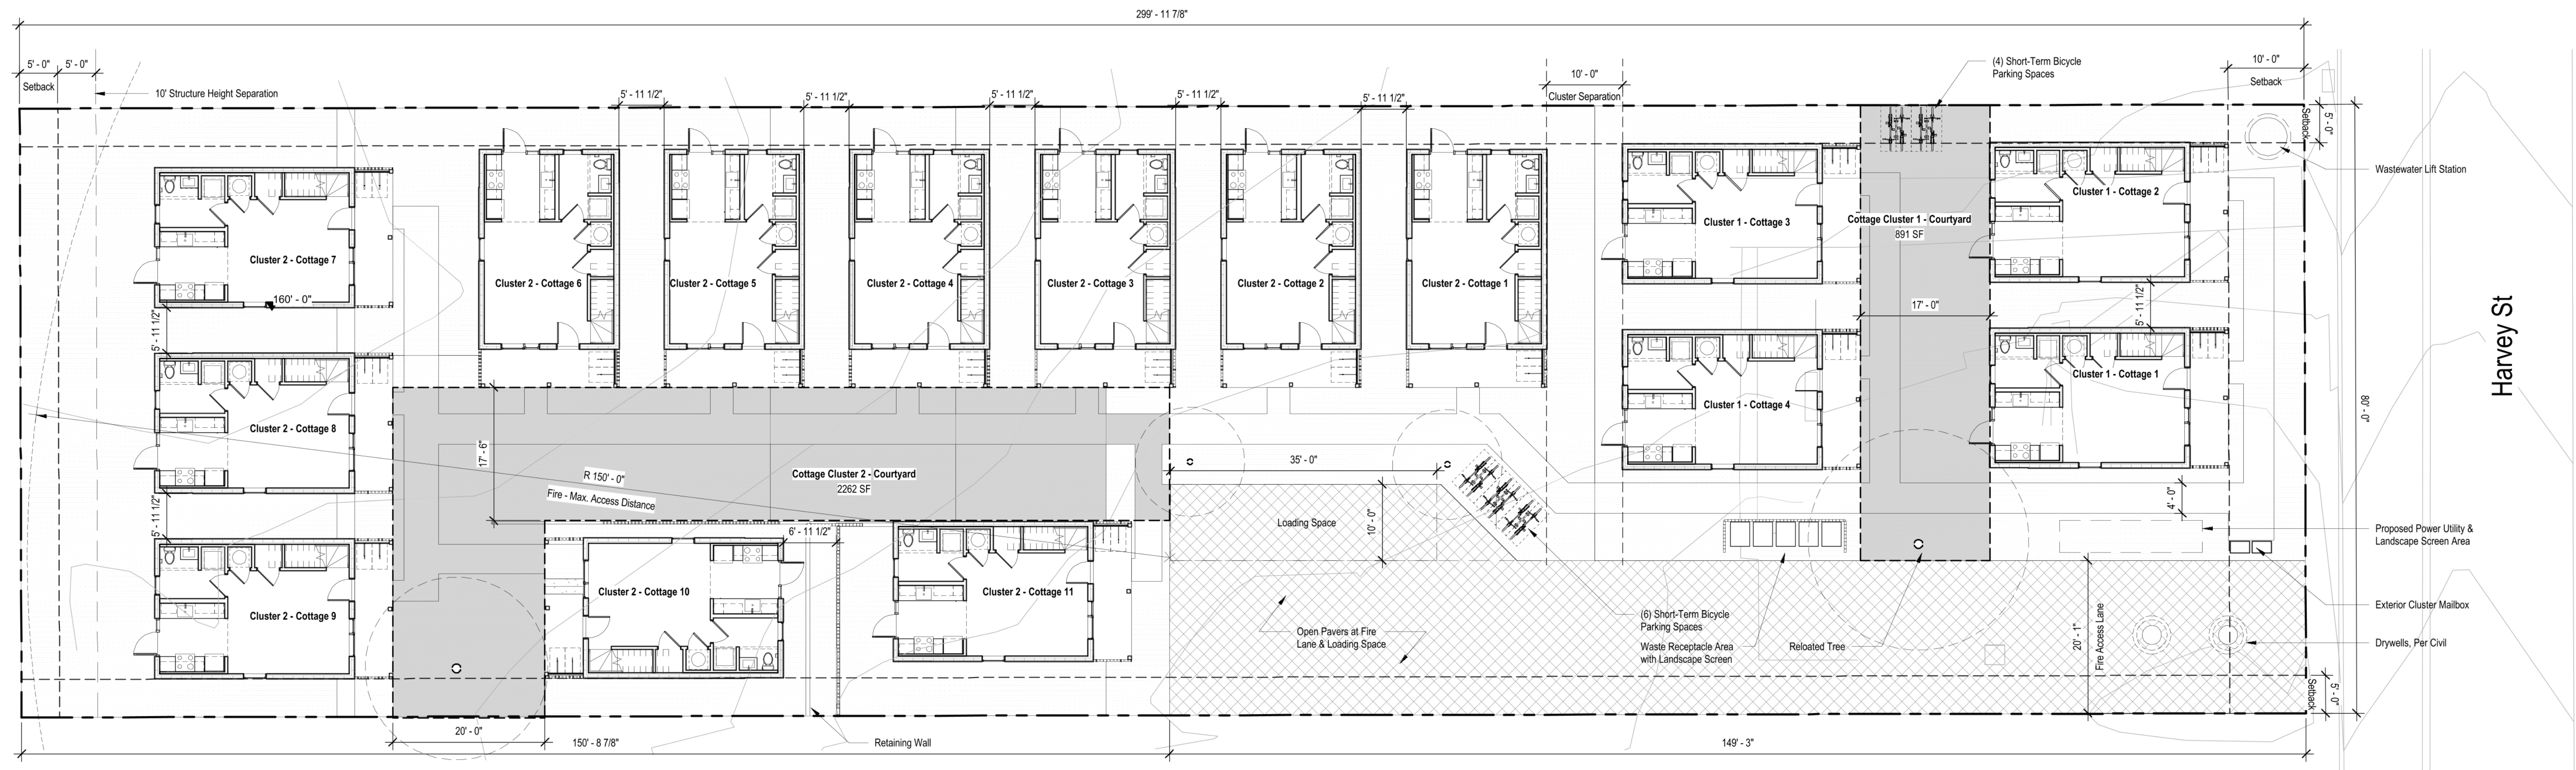 299' - 11 7/8"
5' - 0"
5' - 0"
Setback
10' Structure Height Separation
5' - 11 1/2"
5' - 11 1/2"
5' - 11 1/2"
5' - 11 1/2"
5' - 11 1/2"
10' - 0"
Cluster Separation
(4) Short-Term Bicycle
Parking Spaces
10' - 0"
Setback
5' - 0"
Setback
Wastewater Lift Station
Cluster 2 - Cottage 7
160' - 0"
Cluster 2 - Cottage 6
Cluster 2 - Cottage 5
Cluster 2 - Cottage 4
Cluster 2 - Cottage 3
Cluster 2 - Cottage 2
Cluster 2 - Cottage 1
Cluster 1 - Cottage 3
Cottage Cluster 1 - Courtyard
891 SF
Cluster 1 - Cottage 2
17' - 0"
5' - 11 1/2"
5' - 11 1/2"
Harvey St
Cluster 1 - Cottage 1
Cluster 1 - Cottage 4
80' - 0"
Cluster 2 - Cottage 8
17' - 6"
R 150' - 0"
Fire - Max. Access Distance
Cottage Cluster 2 - Courtyard
2262 SF
35' - 0"
Loading Space
10' - 0"
4' - 0"
5' - 11 1/2"
6' - 11 1/2"
Proposed Power Utility &
Landscape Screen Area
Cluster 2 - Cottage 9
Cluster 2 - Cottage 10
Cluster 2 - Cottage 11
Open Pavers at Fire
Lane & Loading Space
(6) Short-Term Bicycle
Parking Spaces
Waste Receptacle Area
with Landscape Screen
Reloated Tree
20' - 1"
Fire Access Lane
Exterior Cluster Mailbox
Drywells, Per Civil
5' - 0"
Setback
20' - 0"
150' - 8 7/8"
Retaining Wall
149' - 3"